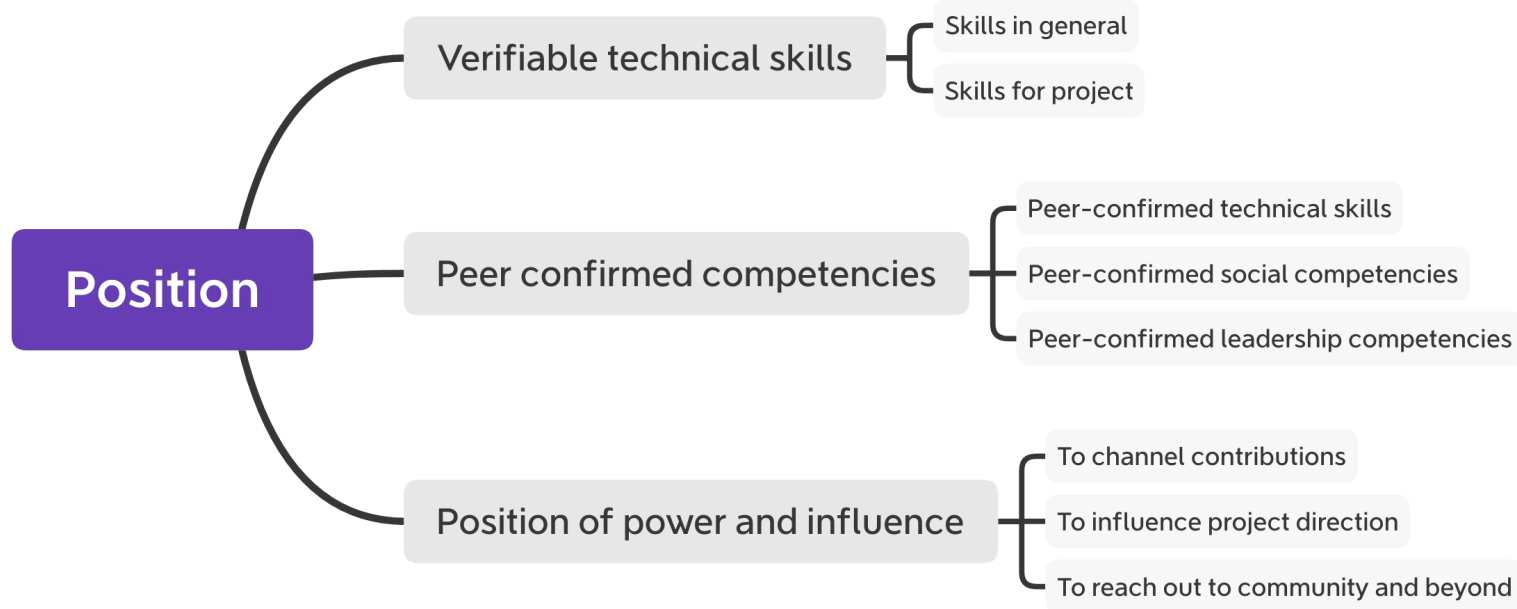 Position
Verifiable technical skills
Skills in general
Skills for project
Peer confirmed competencies
Peer-confirmed technical skills
Peer-confirmed social competencies
Peer-confirmed leadership competencies
Position of power and influence
To channel contributions
To influence project direction
To reach out to community and beyond